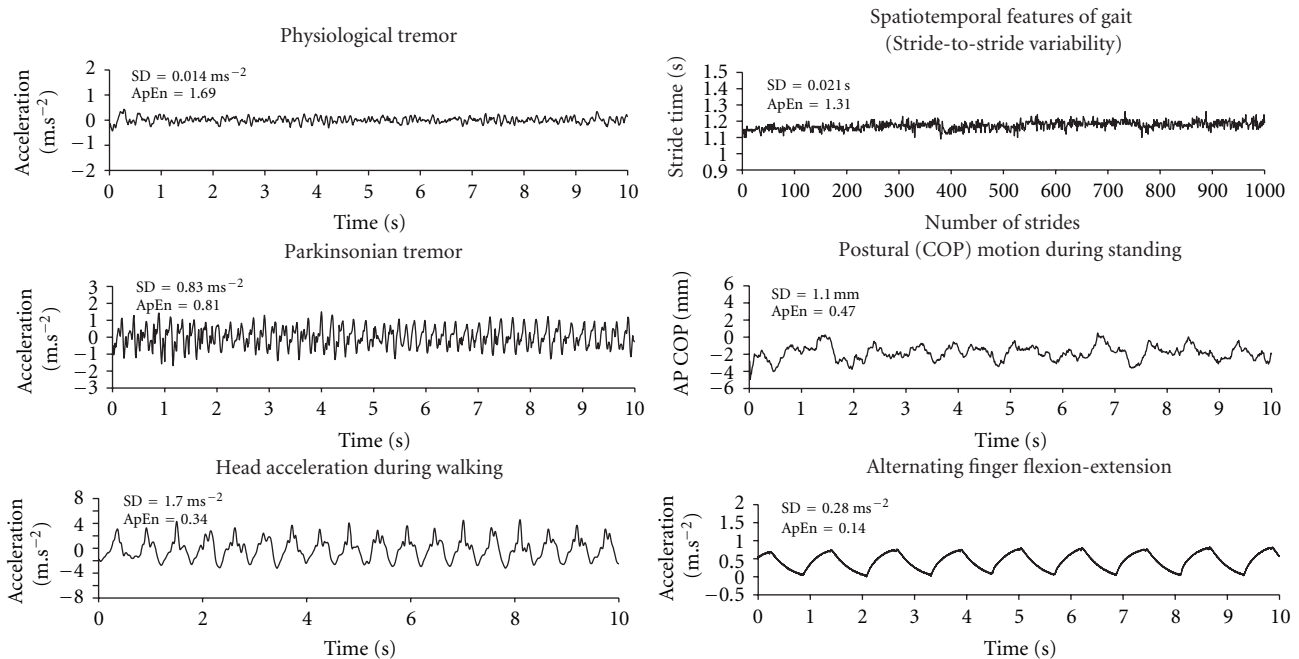 Physiological tremor
SD = 0.014 ms−2
ApEn = 1.69
Acceleration
(m.s−2)
2
1
0
−1
−2
0 1 2 3 4 5 6 7 8 9 10
Time (s)
Spatiotemporal features of gait
(Stride-to-stride variability)
SD = 0.021 s
ApEn = 1.31
Stride time (s)
1.5
1.4
1.3
1.2
1.1
1
0.9
0 100 200 300 400 500 600 700 800 900 1000
Number of strides
Parkinsonian tremor
SD = 0.83 ms−2
ApEn = 0.81
Acceleration
(m.s−2)
3
2
1
0
−1
−2
−3
0 1 2 3 4 5 6 7 8 9 10
Time (s)
Postural (COP) motion during standing
SD = 1.1 mm
ApEn = 0.47
AP COP (mm)
6
4
2
0
−2
−4
−6
0 1 2 3 4 5 6 7 8 9 10
Time (s)
Head acceleration during walking
SD = 1.7 ms−2
ApEn = 0.34
Acceleration
(m.s−2)
8
4
0
−4
−8
0 2 4 6 8 10
Time (s)
Alternating finger flexion-extension
SD = 0.28 ms−2
ApEn = 0.14
Acceleration
(m.s−2)
2
1.5
1
0.5
0
−0.5
0 1 2 3 4 5 6 7 8 9 10
Time (s)